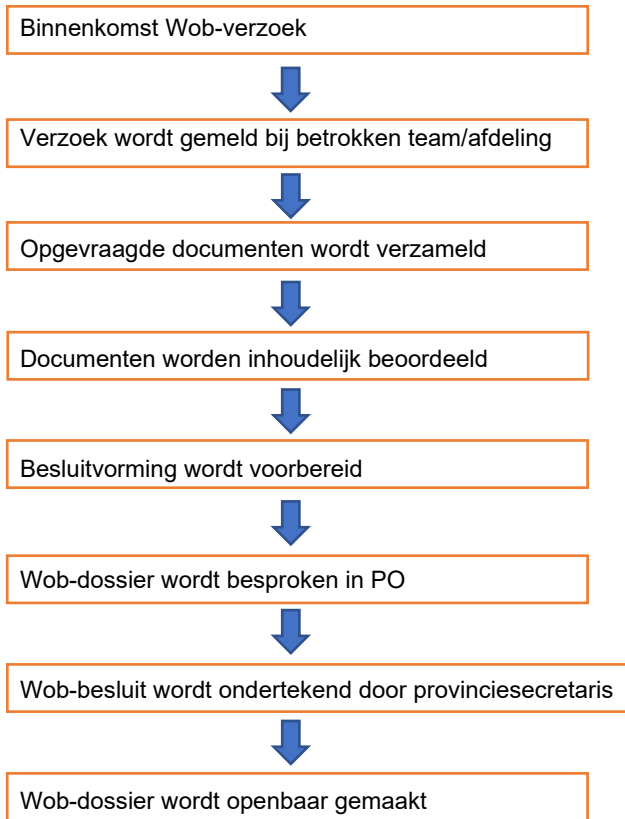 Binnenkomst Wob-verzoek
Verzoek wordt gemeld bij betrokken team/afdeling
Opgevraagde documenten wordt verzameld
Documenten worden inhoudelijk beoordeeld
Besluitvorming wordt voorbereid
Wob-dossier wordt besproken in PO
Wob-besluit wordt ondertekend door provinciesecretaris
Wob-dossier wordt openbaar gemaakt